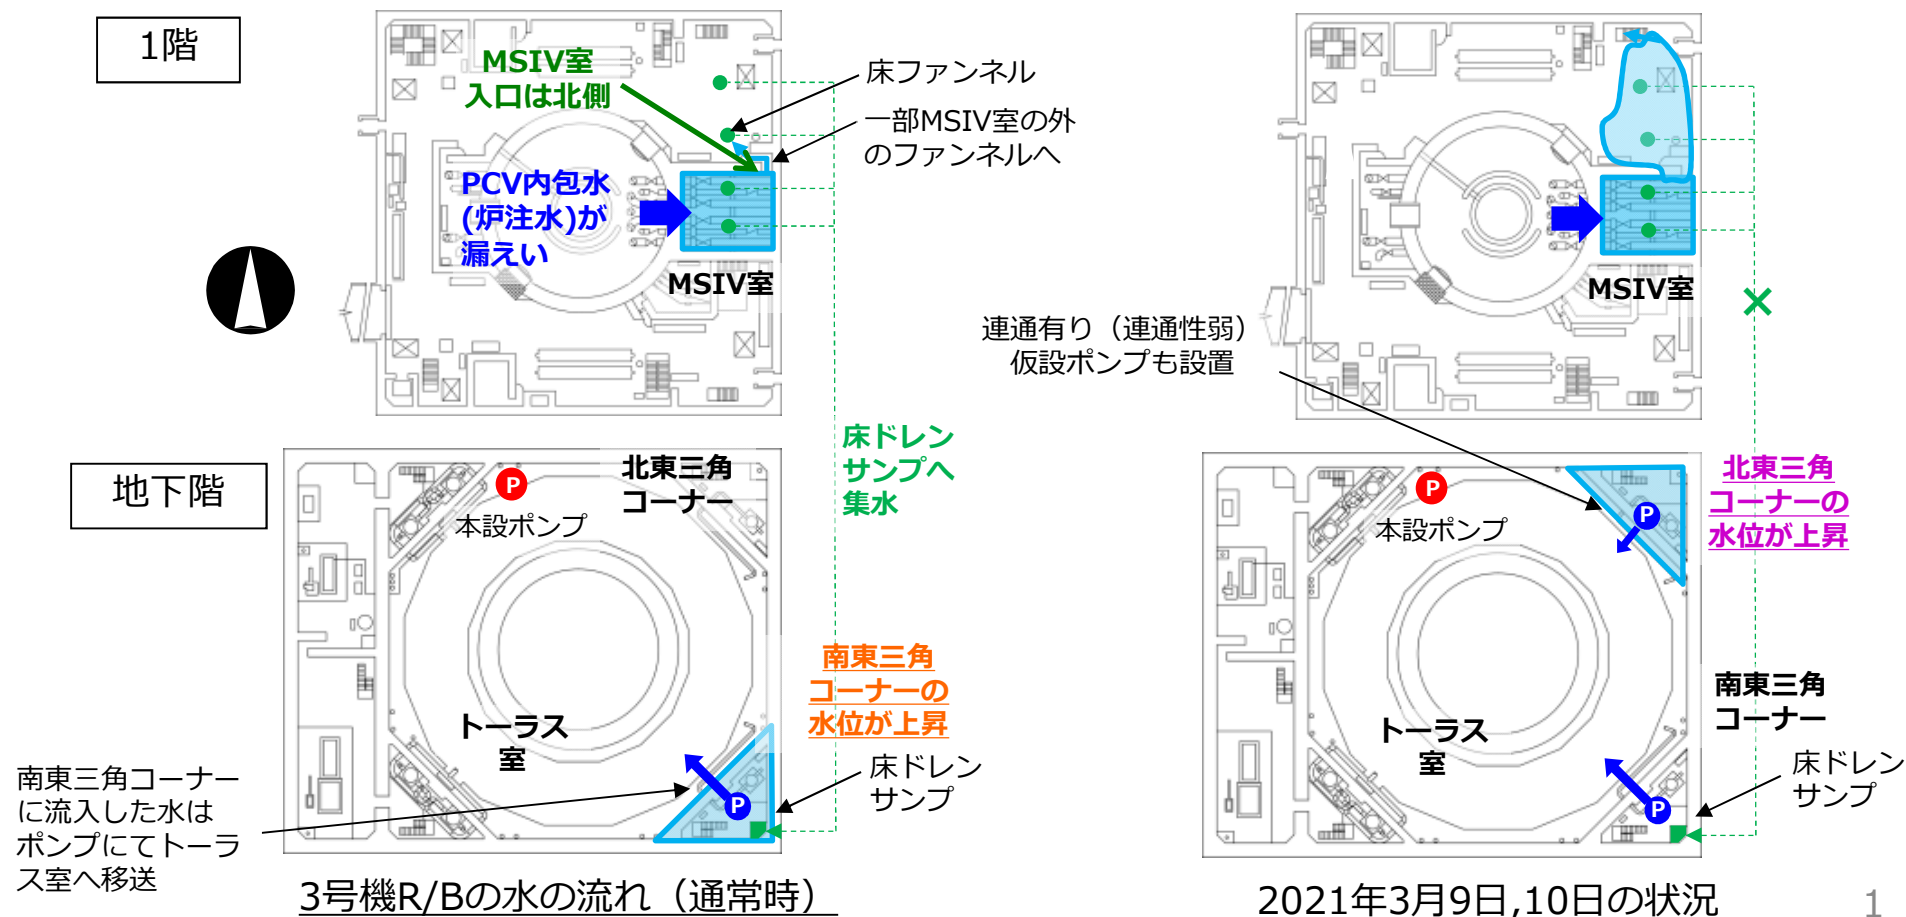 1階
MSIV室
入口は北側
床ファンネル
一部MSIV室の外
のファンネルへ
PCV内包水
(炉注水)が
漏えい
MSIV室
床ドレン
サンプへ
集水
地下階
P
本設ポンプ
北東三角
コーナー
トーラス
室
南東三角
コーナーの
水位が上昇
P
床ドレン
サンプ
南東三角コーナー
に流入した水は
ポンプにてトーラ
ス室へ移送
3号機R/Bの水の流れ（通常時）
MSIV室
連通有り（連通性弱）
仮設ポンプも設置
P
本設ポンプ
P
北東三角
コーナーの
水位が上昇
トーラス
室
南東三角
コーナー
P
床ドレン
サンプ
2021年3月9日,10日の状況
1